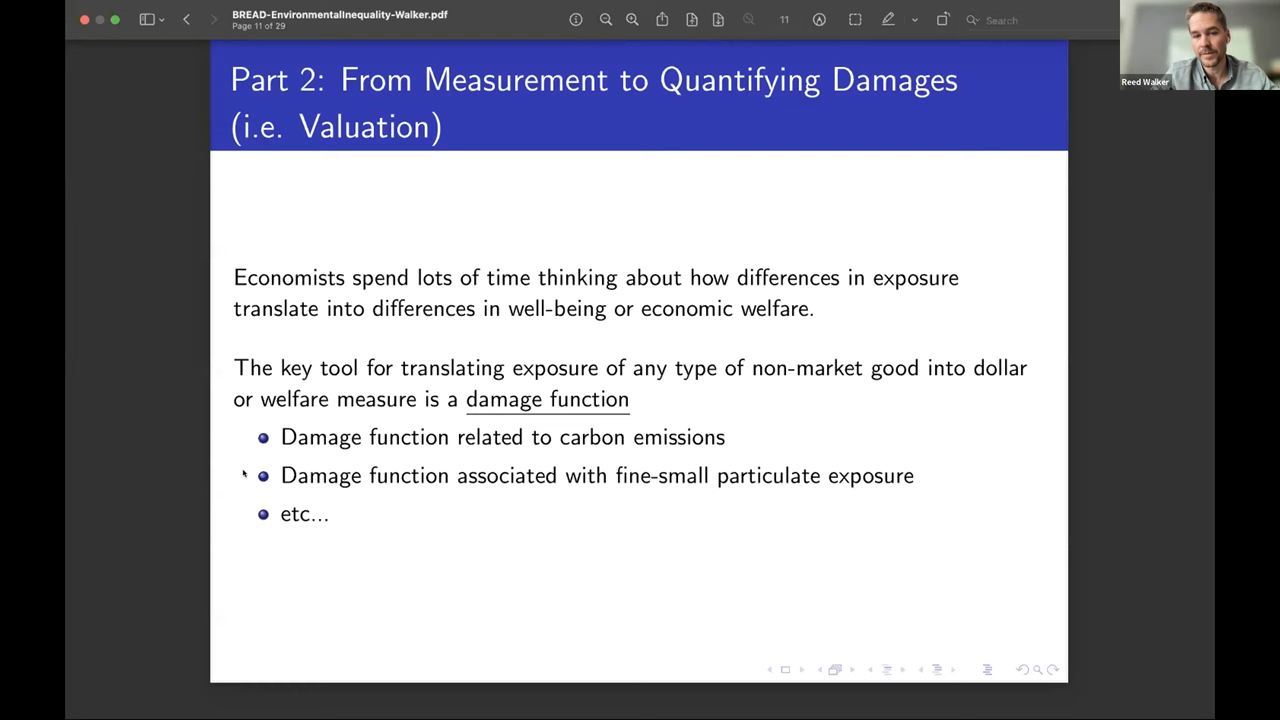 BREAD-EnvironmentalInequality-Walker.pdf
Page 11 of 29
11
Search
Reed Walker
Part 2: From Measurement to Quantifying Damages
(i.e. Valuation)
Economists spend lots of time thinking about how differences in exposure
translate into differences in well-being or economic welfare.
The key tool for translating exposure of any type of non-market good into dollar
or welfare measure is a damage function
Damage function related to carbon emissions
Damage function associated with fine-small particulate exposure
etc...